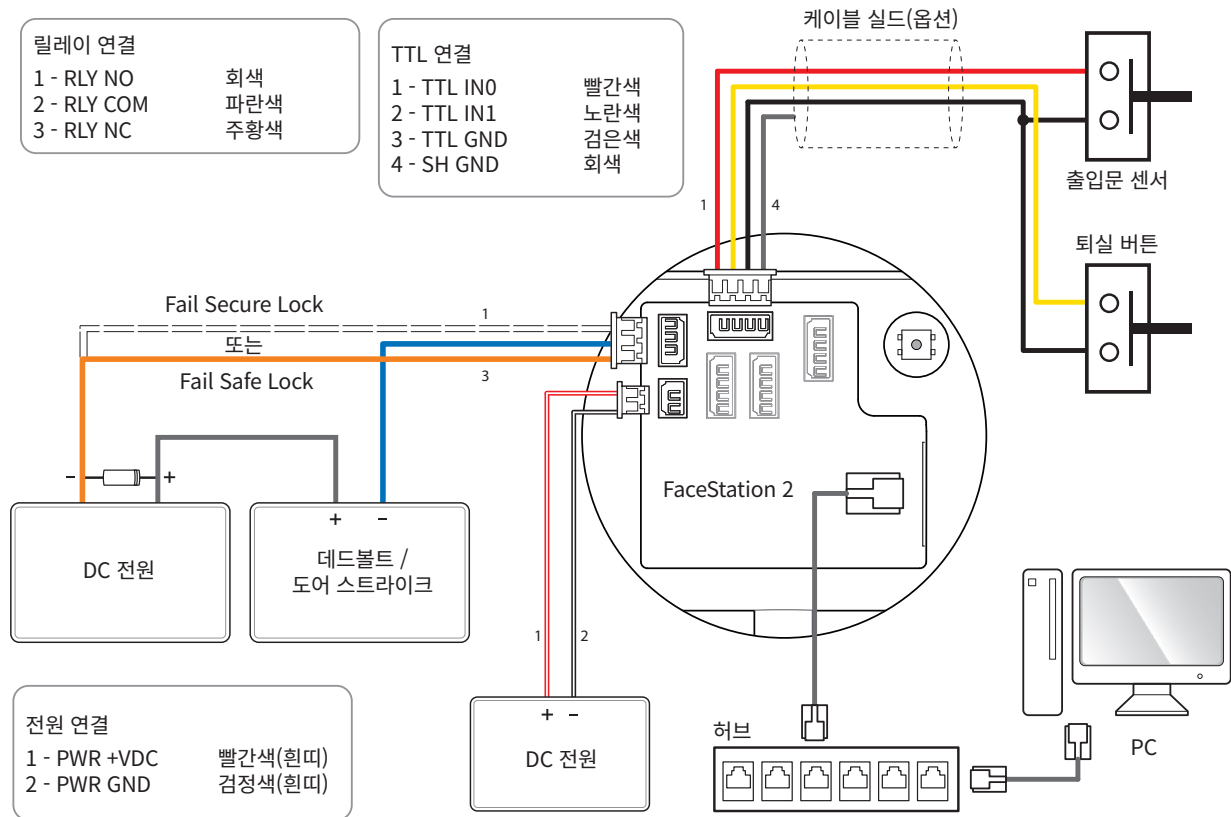 케이블 실드(옵션)
릴레이 연결
1 - RLY NO 회색
2 - RLY COM 파란색
3 - RLY NC 주황색
TTL 연결
1 - TTL IN0 빨간색
2 - TTL IN1 노란색
3 - TTL GND 검은색
4 - SH GND 회색
출입문 센서
1
4
퇴실 버튼
Fail Secure Lock
1
또는
Fail Safe Lock
3
FaceStation 2
- +
+ -
DC 전원
데드볼트 /
도어 스트라이크
1
2
전원 연결
1 - PWR +VDC 빨간색(흰띠)
2 - PWR GND 검정색(흰띠)
+ -
DC 전원
허브
PC